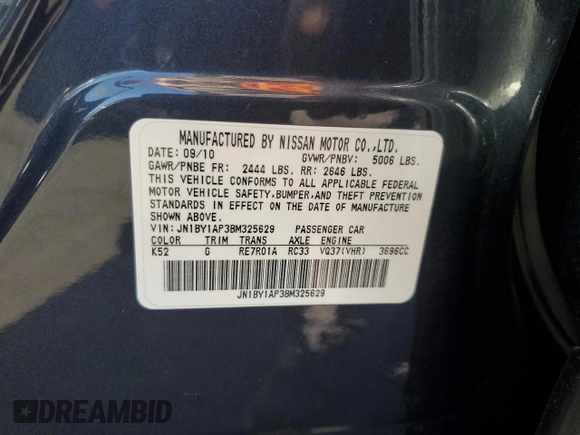 MANUFACTURED BY NISSAN MOTOR CO.,LTD.
DATE: 09/10 GVWR/PNBV: 5006 LBS.
GAWR/PNBE FR: 2444 LBS. RR: 2646 LBS.
THIS VEHICLE CONFORMS TO ALL APPLICABLE FEDERAL
MOTOR VEHICLE SAFETY,BUMPER,AND THEFT PREVENTION
STANDARDS IN EFFECT ON THE DATE OF MANUFACTURE
SHOWN ABOVE.
VIN: JN1BY1AP3BM325629 PASSENGER CAR
COLOR TRIM TRANS AXLE ENGINE
K52 G RE7R01A RC33 VQ37(VHR) 3696CC
JN1BY1AP3BM325629
DREAMBID